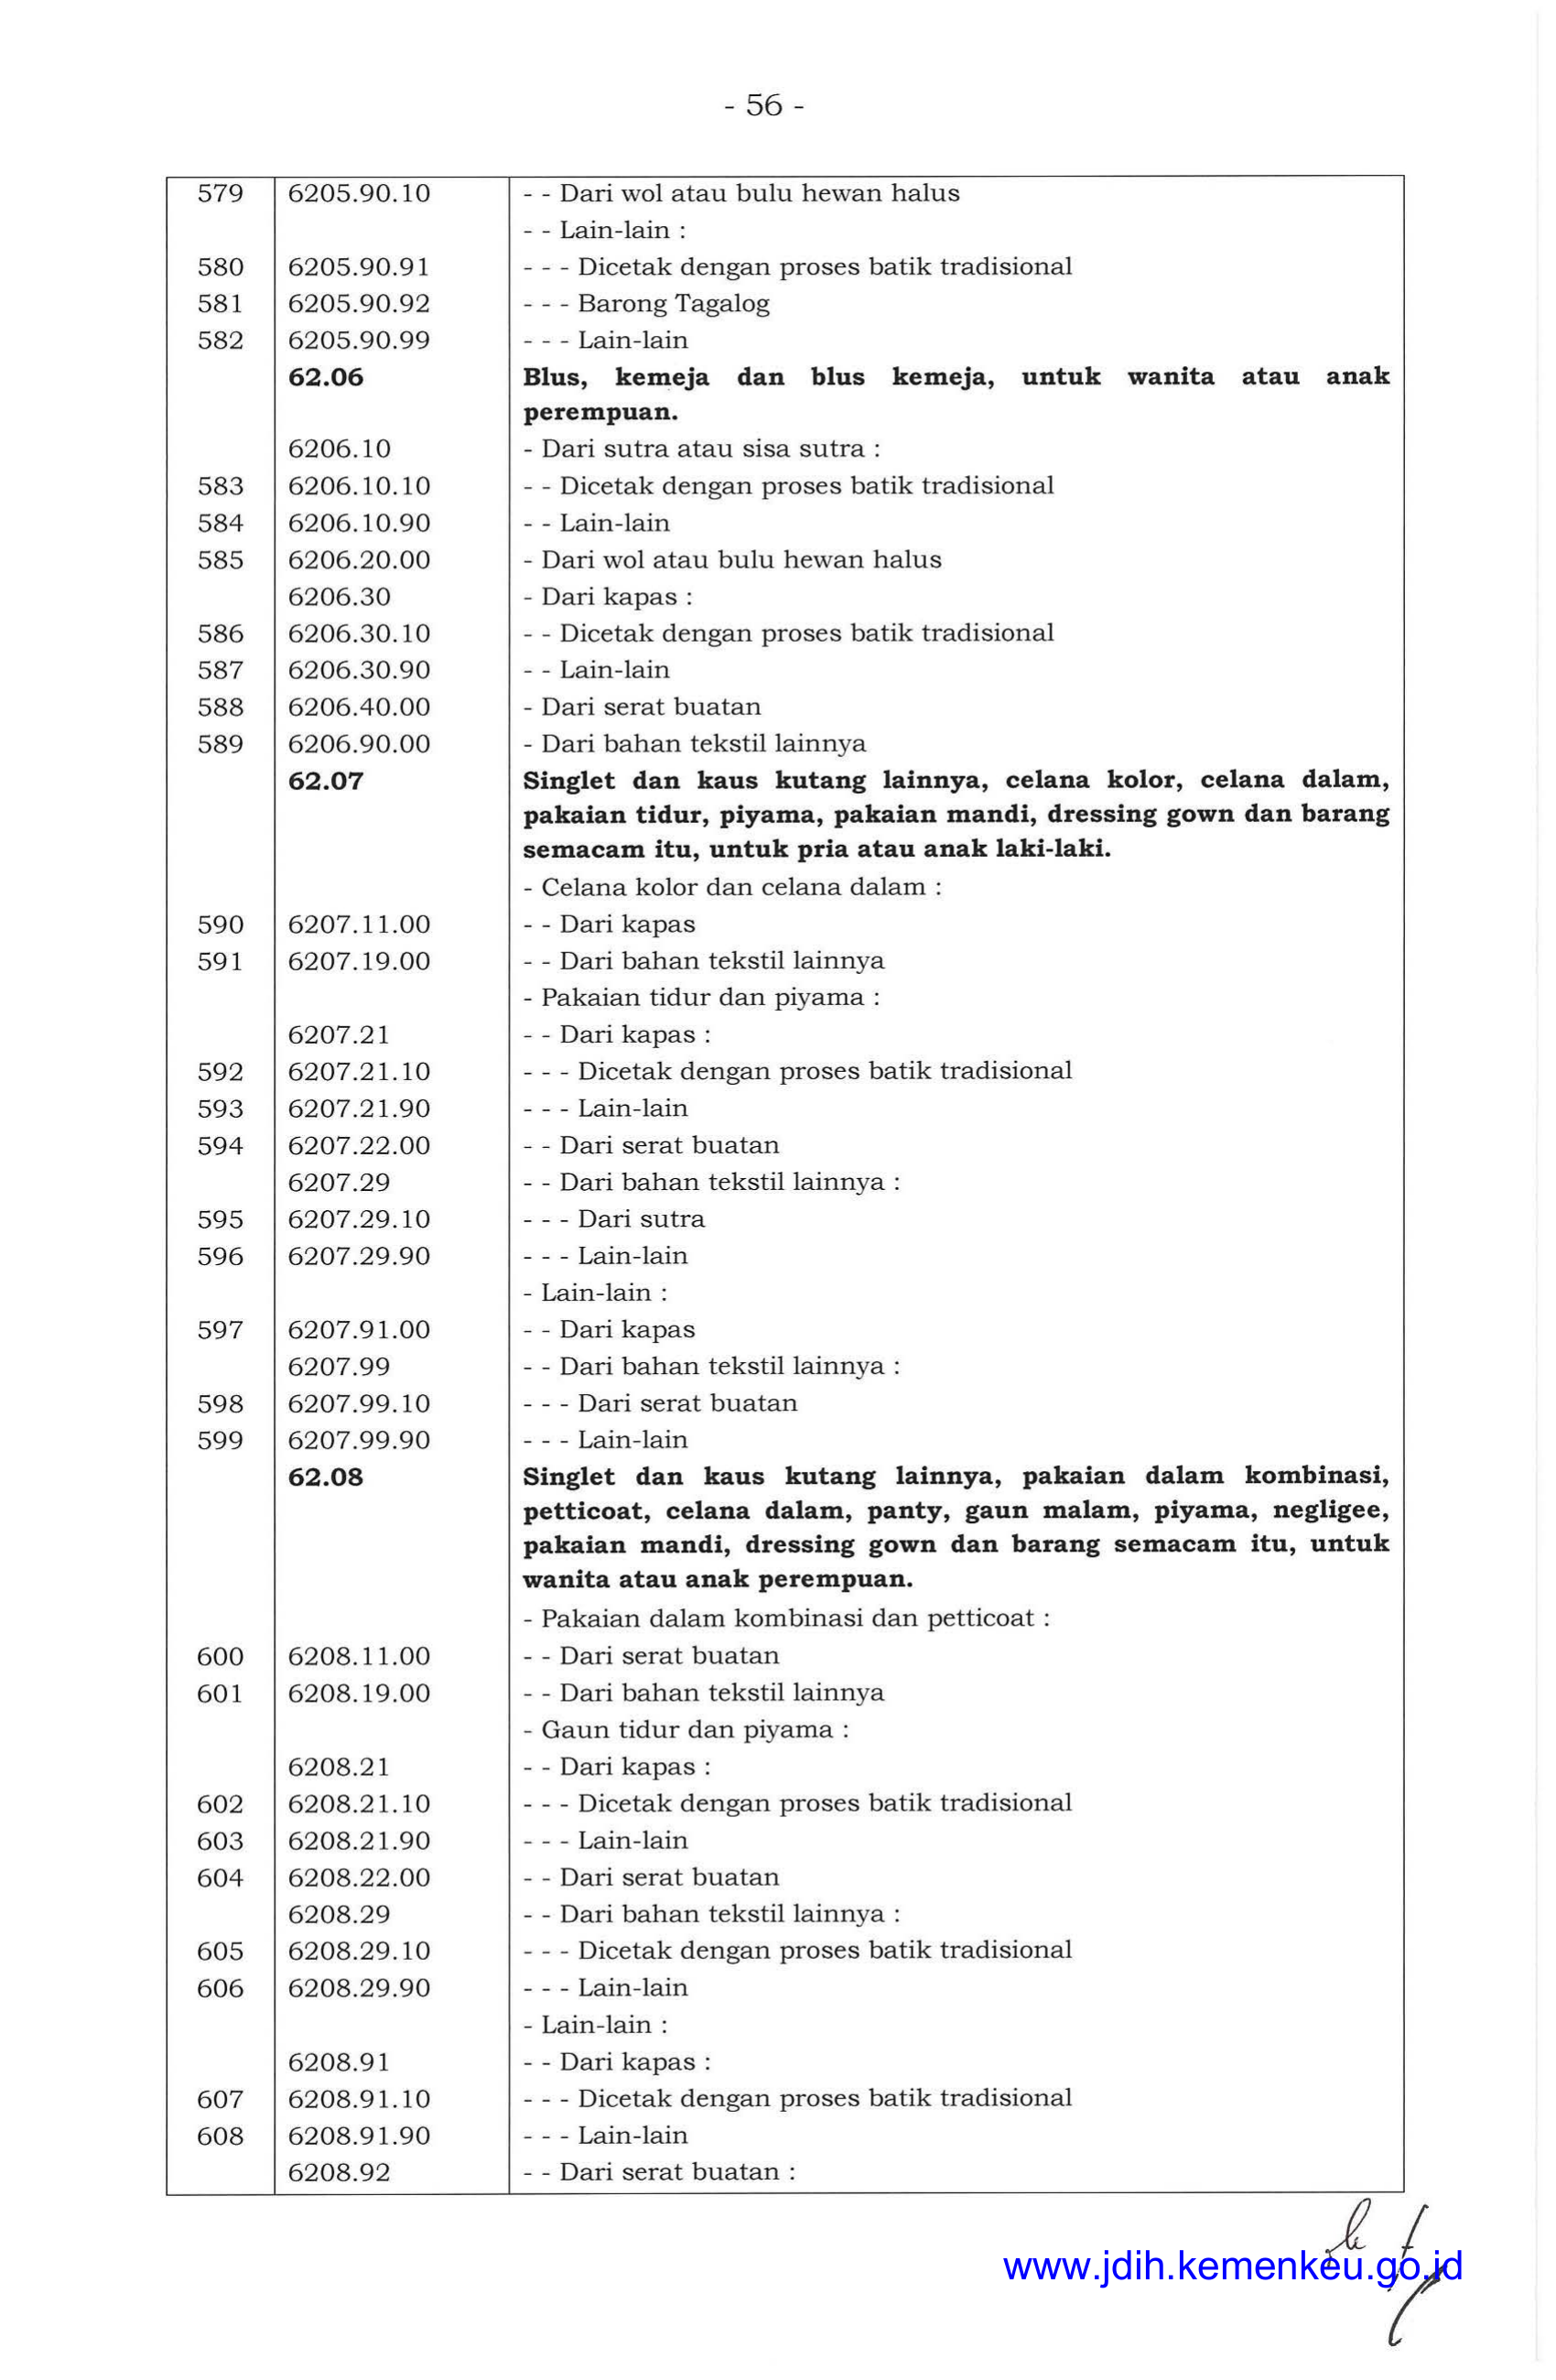 - 56 -
579 6205.90.10 - - Dari wol atau bulu hewan halus
- - Lain-lain :
580 6205.90.91 - - - Dicetak dengan proses batik tradisional
581 6205.90.92 - - - Barong Tagalog
582 6205.90.99 - - - Lain-lain
62.06 Blus, kemeja dan blus kemeja, untuk wanita atau anak
perempuan.
6206.10 - Dari sutra atau sisa sutra :
583 6206.10.10 - - Dicetak dengan proses batik tradisional
584 6206.10.90 - - Lain-lain
585 6206.20.00 - Dari wol atau bulu hewan halus
6206.30 - Dari kapas :
586 6206.30.10 - - Dicetak dengan proses batik tradisional
587 6206.30.90 - - Lain-lain
588 6206.40.00 - Dari serat buatan
589 6206.90.00 - Dari bahan tekstil lainnya
62.07 Singlet dan kaus kutang lainnya, celana kolor, celana dalam,
pakaian tidur, piyama, pakaian mandi, dressing gown dan barang
semacam itu, untuk pria atau anak laki-laki.
- Celana kolor dan celana dalam :
590 6207.11.00 - - Dari kapas
591 6207.19.00 - - Dari bahan tekstil lainnya
- Pakaian tidur dan piyama :
6207.21 - - Dari kapas :
592 6207.21.10 - - - Dicetak dengan proses batik tradisional
593 6207.21.90 - - - Lain-lain
594 6207.22.00 - - Dari serat buatan
6207.29 - - Dari bahan tekstil lainnya :
595 6207.29.10 - - - Dari sutra
596 6207.29.90 - - - Lain-lain
- Lain-lain :
597 6207.91.00 - - Dari kapas
6207.99 - - Dari bahan tekstil lainnya :
598 6207.99.10 - - - Dari serat buatan
599 6207.99.90 - - - Lain-lain
62.08 Singlet dan kaus kutang lainnya, pakaian dalam kombinasi,
petticoat, celana dalam, panty, gaun malam, piyama, negligee,
pakaian mandi, dressing gown dan barang semacam itu, untuk
wanita atau anak perempuan.
- Pakaian dalam kombinasi dan petticoat :
600 6208.11.00 - - Dari serat buatan
601 6208.19.00 - - Dari bahan tekstil lainnya
- Gaun tidur dan piyama :
6208.21 - - Dari kapas :
602 6208.21.10 - - - Dicetak dengan proses batik tradisional
603 6208.21.90 - - - Lain-lain
604 6208.22.00 - - Dari serat buatan
6208.29 - - Dari bahan tekstil lainnya :
605 6208.29.10 - - - Dicetak dengan proses batik tradisional
606 6208.29.90 - - - Lain-lain
- Lain-lain :
6208.91 - - Dari kapas :
607 6208.91.10 - - - Dicetak dengan proses batik tradisional
608 6208.91.90 - - - Lain-lain
6208.92 - - Dari serat buatan :
www.jdih.kemenkeu.go.id